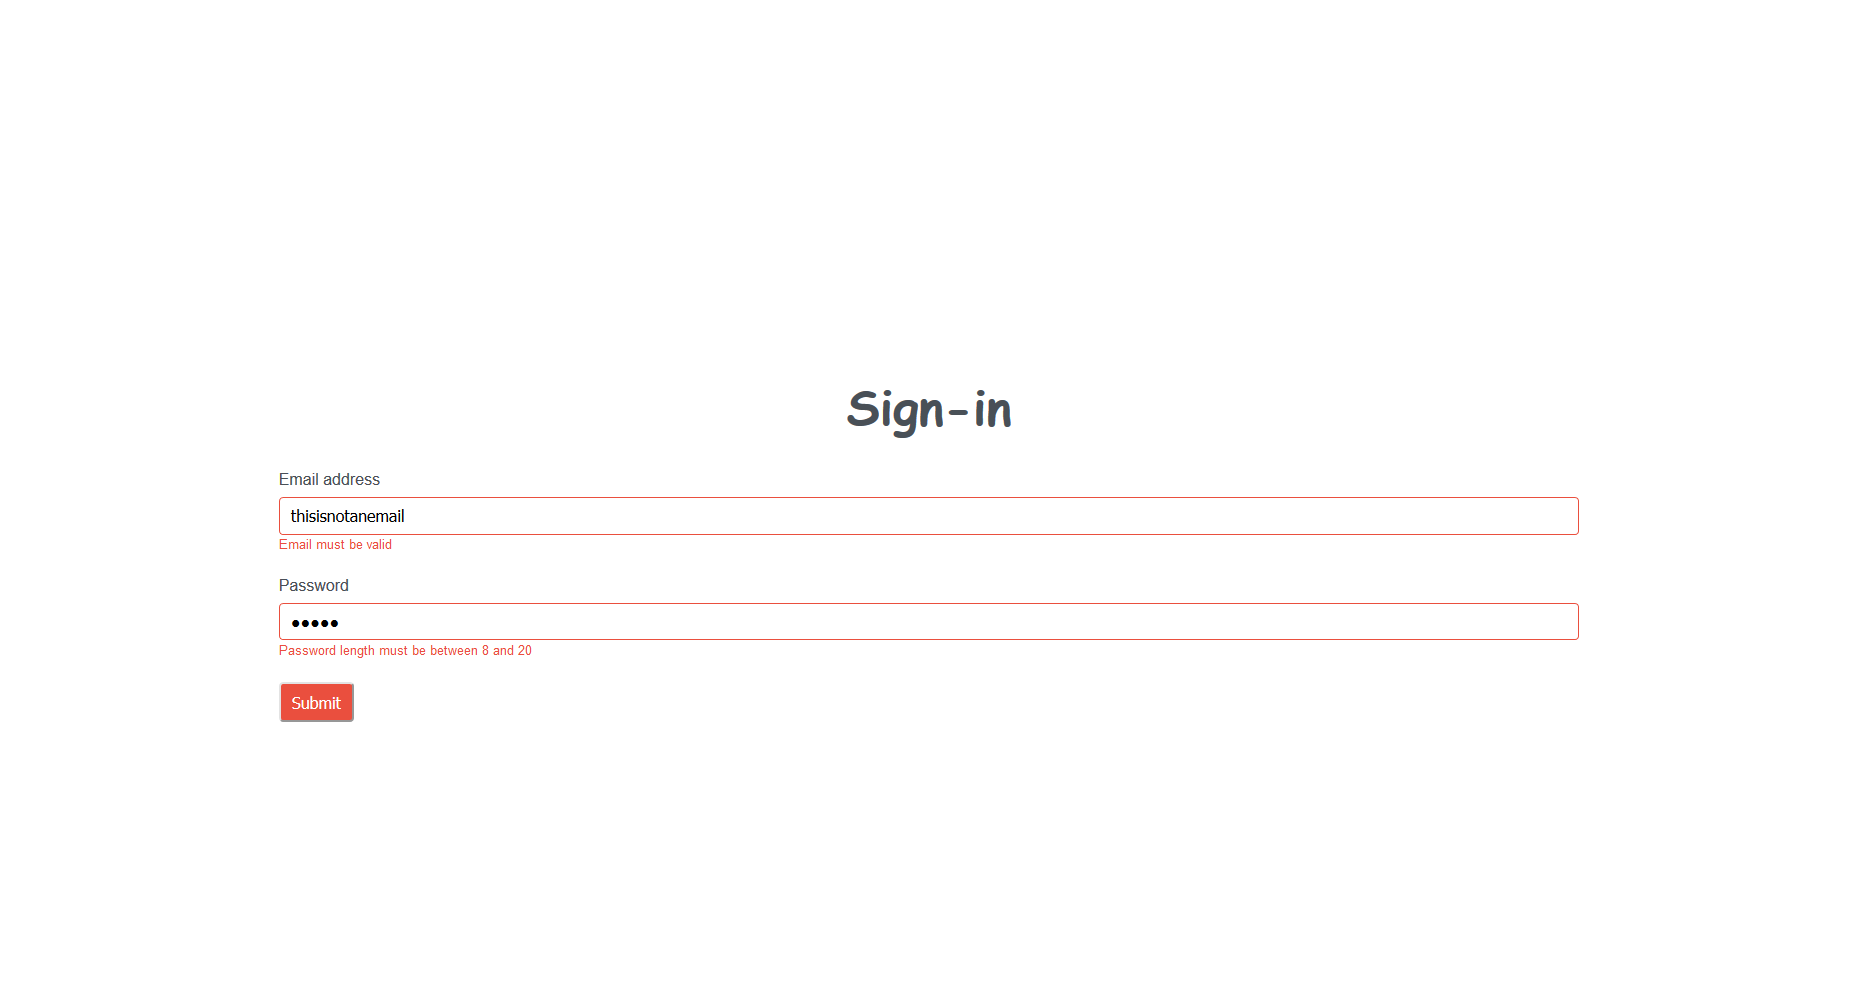 Sign-in
Email address
thisisnotanemail
Email must be valid
Password
•••••
Password length must be between 8 and 20
Submit